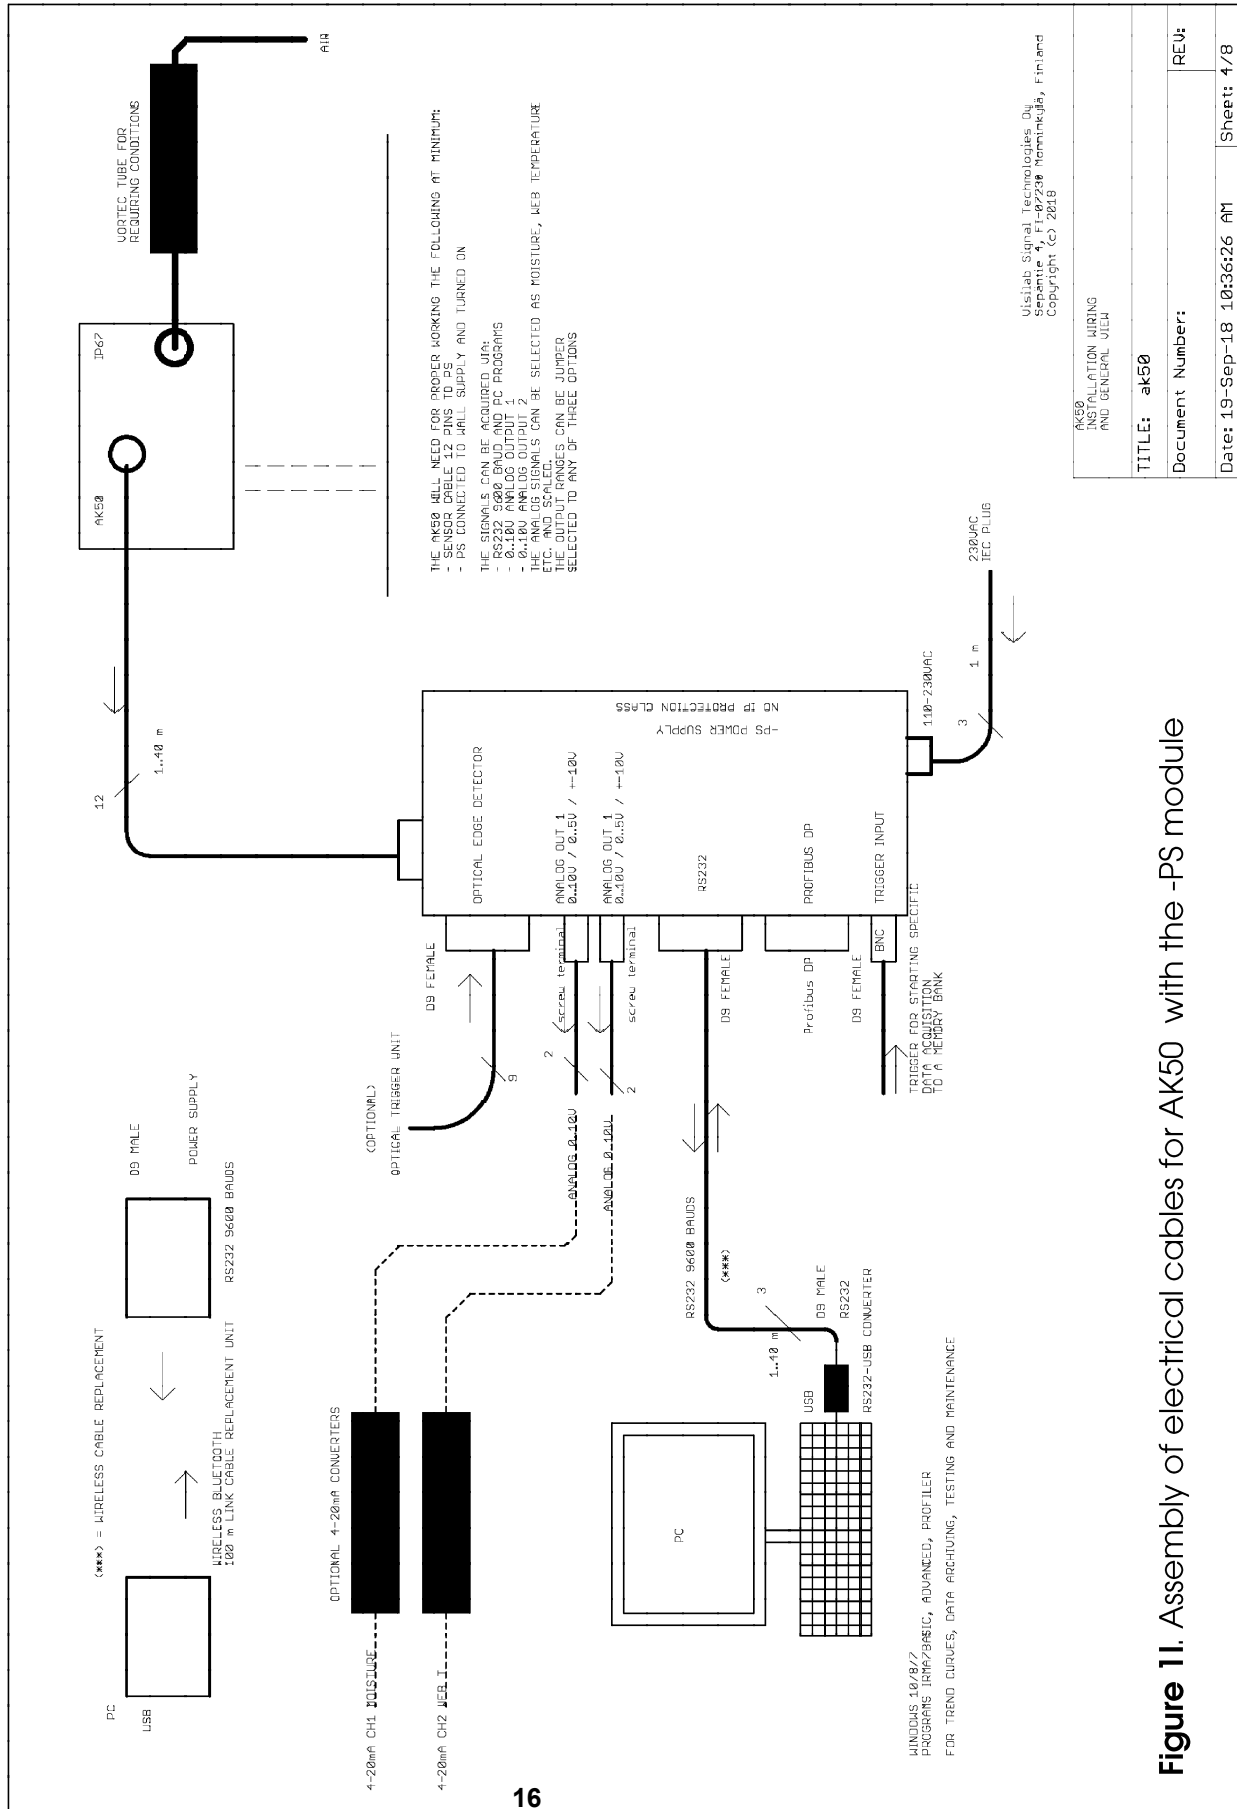 (***) = WIRELESS CABLE REPLACEMENT
PC
USB
D9 MALE
POWER SUPPLY
WIRELESS BLUETOOTH
100 m LINK CABLE REPLACEMENT UNIT
RS232 9600 BAUDS
OPTIONAL 4-20mA CONVERTERS
4-20mA CH1 MOISTURE
4-20mA CH2 WEB T
ANALOG 0.10V
ANALOG 0.10V
(OPTIONAL)
OPTICAL TRIGGER UNIT
9
D9 FEMALE
2
screw terminal
2
screw terminal
PC
USB
RS232-USB CONVERTER
D9 MALE
RS232
1..40 m
3
RS232 9600 BAUDS
(***)
D9 FEMALE
Profibus DP
D9 FEMALE
BNC
TRIGGER FOR STARTING SPECIFIC
DATA ACQUISITION
TO A MEMORY BANK
WINDOWS 10/8/7
PROGRAMS IRMA7BASIC, ADVANCED, PROFILER
FOR TREND CURVES, DATA ARCHIVING, TESTING AND MAINTENANCE
12
1..40 m
OPTICAL EDGE DETECTOR
ANALOG OUT 1
0..10V / 0..5V / +-10V
ANALOG OUT 1
0..10V / 0..5V / +-10V
RS232
PROFIBUS DP
TRIGGER INPUT
-PS POWER SUPPLY
NO IP PROTECTION CLASS
110-230VAC
3
1 m
230VAC
IEC PLUG
AK50
IP67
VORTEC TUBE FOR
REQUIRING CONDITIONS
AIR
THE AK50 WILL NEED FOR PROPER WORKING THE FOLLOWING AT MINIMUM:
- SENSOR CABLE 12 PINS TO PS
- PS CONNECTED TO WALL SUPPLY AND TURNED ON
THE SIGNALS CAN BE ACQUIRED VIA:
- RS232 9600 BAUD AND PC PROGRAMS
- 0..10V ANALOG OUTPUT 1
- 0..10V ANALOG OUTPUT 2
THE ANALOG SIGNALS CAN BE SELECTED AS MOISTURE, WEB TEMPERATURE
ETC. AND SCALED.
THE OUTPUT RANGES CAN BE JUMPER
SELECTED TO ANY OF THREE OPTIONS
Visilab Signal Technologies Oy
Sepäntie 4, FI-07230 Monninkylä, Finland
Copyright (c) 2018
AK50
INSTALLATION WIRING
AND GENERAL VIEW
TITLE: ak50
Document Number:
REV:
Date: 19-Sep-18 10:36:26 AM
Sheet: 4/8
Figure 11. Assembly of electrical cables for AK50 with the -PS module
16